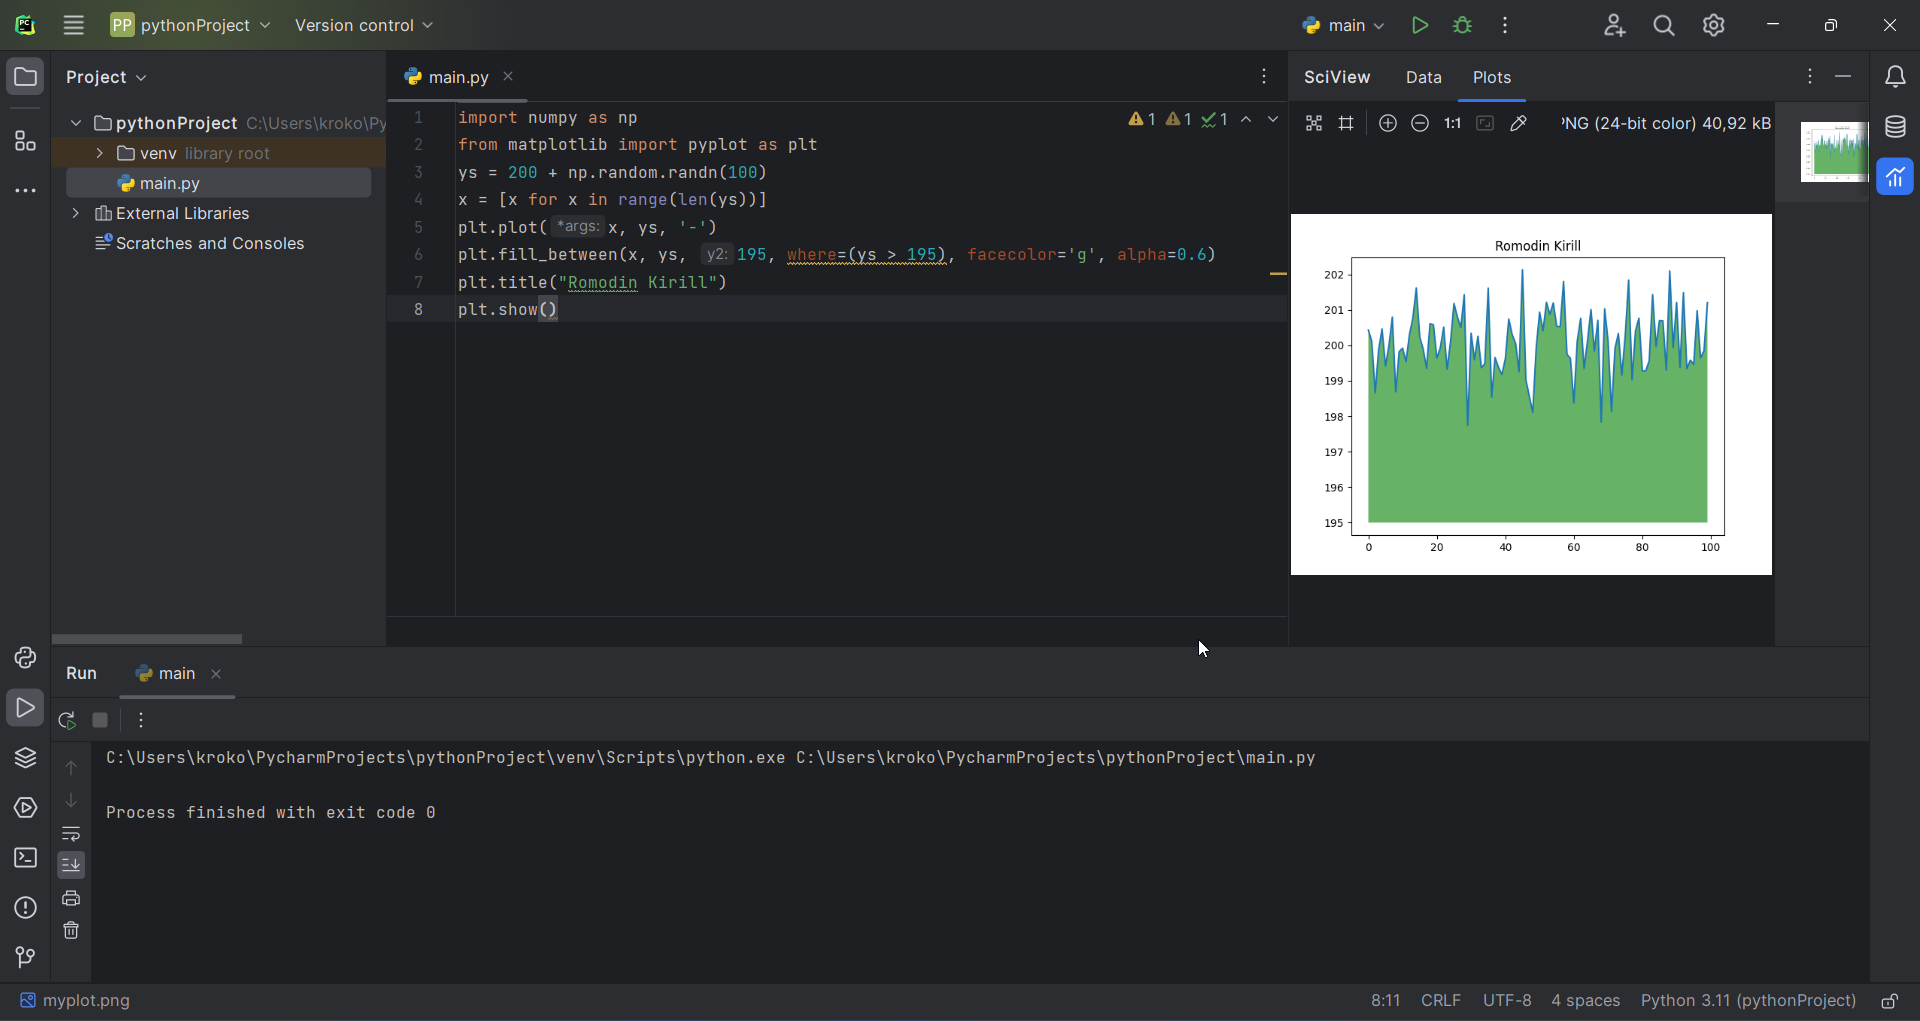 PP pythonProject Version control main
Project
pythonProject C:\Users\kroko\Py
venv library root
main.py
External Libraries
Scratches and Consoles
main.py
1 import numpy as np
2 from matplotlib import pyplot as plt
3 ys = 200 + np.random.randn(100)
4 x = [x for x in range(len(ys))]
5 plt.plot( *args: x, ys, '-')
6 plt.fill_between(x, ys, y2: 195, where=(ys > 195), facecolor='g', alpha=0.6)
7 plt.title("Romodin Kirill")
8 plt.show()
1 1 1
SciView Data Plots
1:1 PNG (24-bit color) 40,92 kB
Romodin Kirill
202
201
200
199
198
197
196
195
0 20 40 60 80 100
Run main
C:\Users\kroko\PycharmProjects\pythonProject\venv\Scripts\python.exe C:\Users\kroko\PycharmProjects\pythonProject\main.py
Process finished with exit code 0
myplot.png 8:11 CRLF UTF-8 4 spaces Python 3.11 (pythonProject)